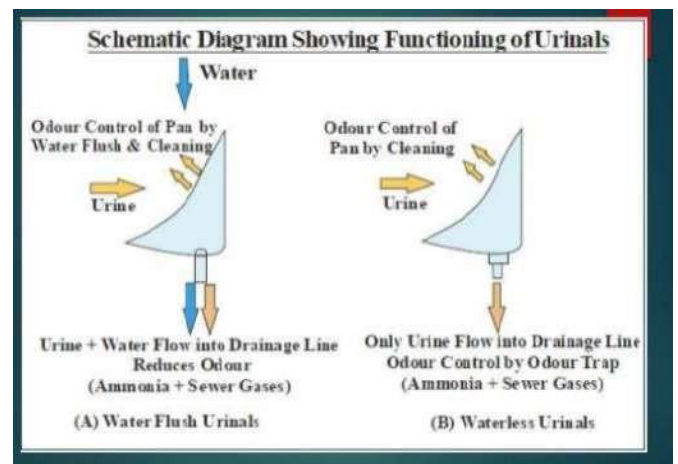 Schematic Diagram Showing Functioning of Urinals
Water
Odour Control of Pan by
Water Flush & Cleaning
Urine
Urine + Water Flow into Drainage Line
Reduces Odour
(Ammonia + Sewer Gases)
(A) Water Flush Urinals
Odour Control of
Pan by Cleaning
Urine
Only Urine Flow into Drainage Line
Odour Control by Odour Trap
(Ammonia + Sewer Gases)
(B) Waterless Urinals